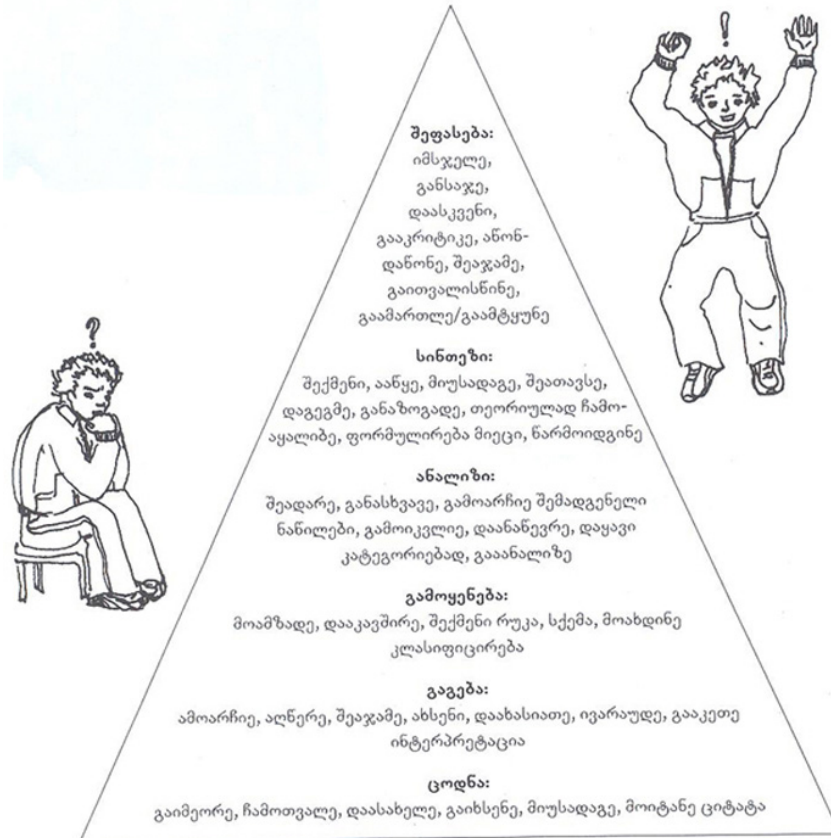 !
შეფასება:
იმსჯელე,
განსაჯე,
დაასკვენი,
გააკრიტიკე, აწონ-
დაწონე, შეაჯამე,
გაითვალისწინე,
გაამართლე/გაამტყუნე
?
სინთეზი:
შექმენი, ააწყე, მიუსადაგე, შეათავსე,
დაგეგმე, განაზოგადე, თეორიულად ჩამო-
აყალიბე, ფორმულირება მიეცი, წარმოიდგინე
ანალიზი:
შეადარე, განასხვავე, გამოარჩიე შემადგენელი
ნაწილები, გამოიკვლიე, დაანაწევრე, დაყავი
კატეგორიებად, გააანალიზე
გამოყენება:
მოამზადე, დააკავშირე, შექმენი რუკა, სქემა, მოახდინე
კლასიფიცირება
გაგება:
ამოარჩიე, აღწერე, შეაჯამე, ახსენი, დაახასიათე, ივარაუდე, გააკეთე
ინტერპრეტაცია
ცოდნა:
გაიმეორე, ჩამოთვალე, დაასახელე, გაიხსენე, მიუსადაგე, მოიტანე ციტატა